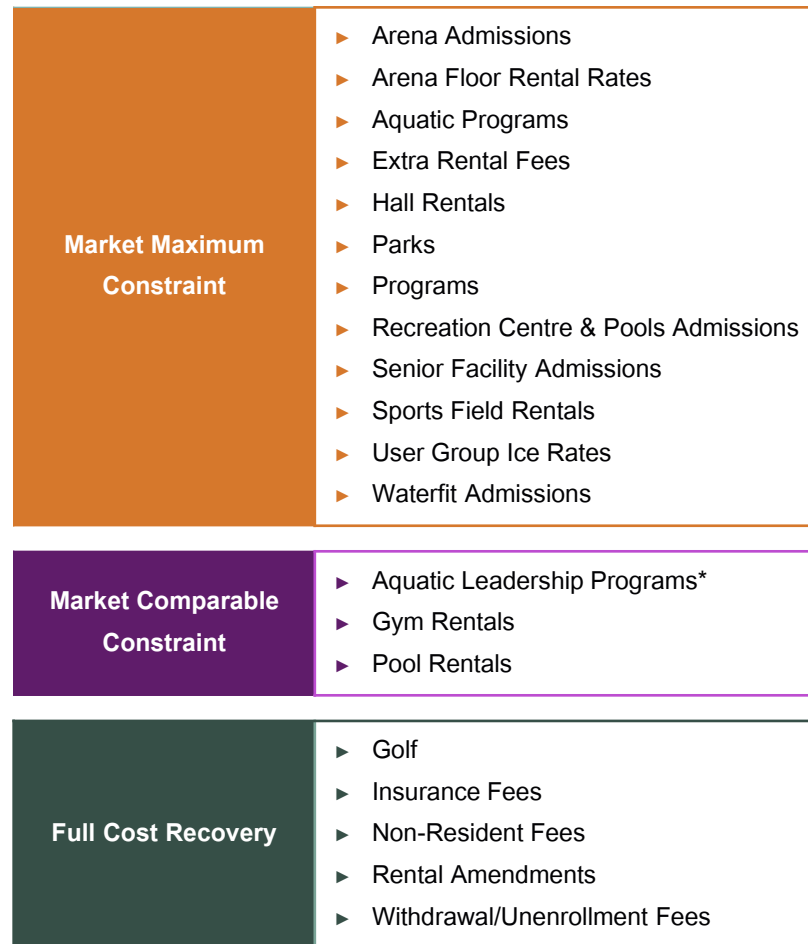 Market Maximum
Constraint
► Arena Admissions
► Arena Floor Rental Rates
► Aquatic Programs
► Extra Rental Fees
► Hall Rentals
► Parks
► Programs
► Recreation Centre & Pools Admissions
► Senior Facility Admissions
► Sports Field Rentals
► User Group Ice Rates
► Waterfit Admissions
Market Comparable
Constraint
► Aquatic Leadership Programs*
► Gym Rentals
► Pool Rentals
Full Cost Recovery
► Golf
► Insurance Fees
► Non-Resident Fees
► Rental Amendments
► Withdrawal/Unenrollment Fees